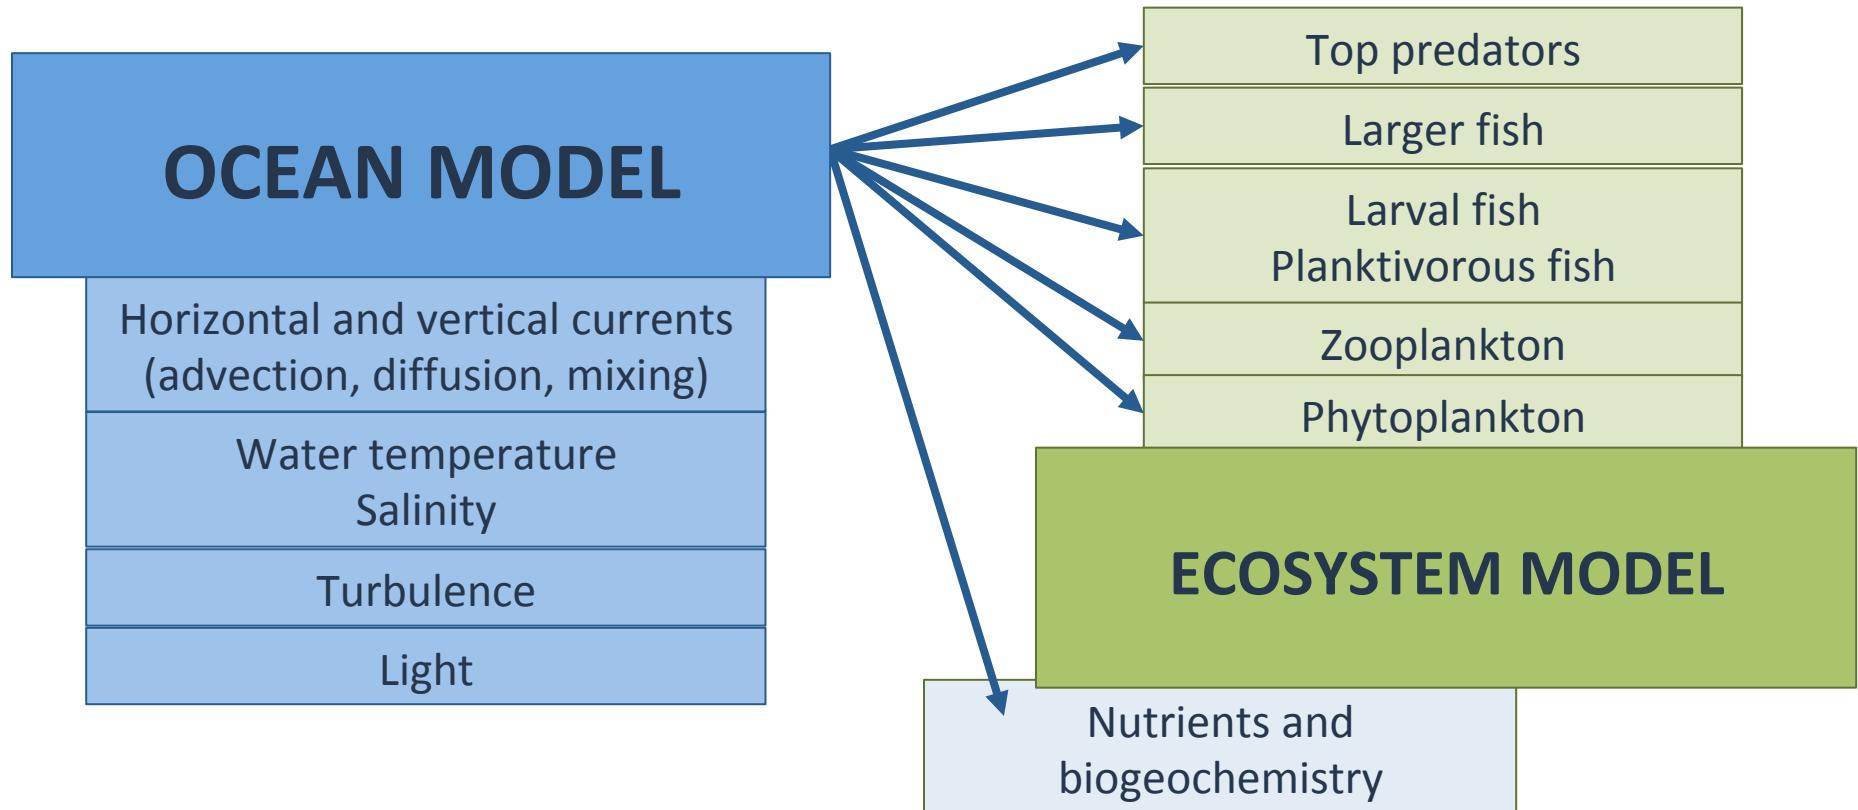 OCEAN MODEL
Horizontal and vertical currents
(advection, diffusion, mixing)
Water temperature
Salinity
Turbulence
Light
Top predators
Larger fish
Larval fish
Planktivorous fish
Zooplankton
Phytoplankton
ECOSYSTEM MODEL
Nutrients and
biogeochemistry